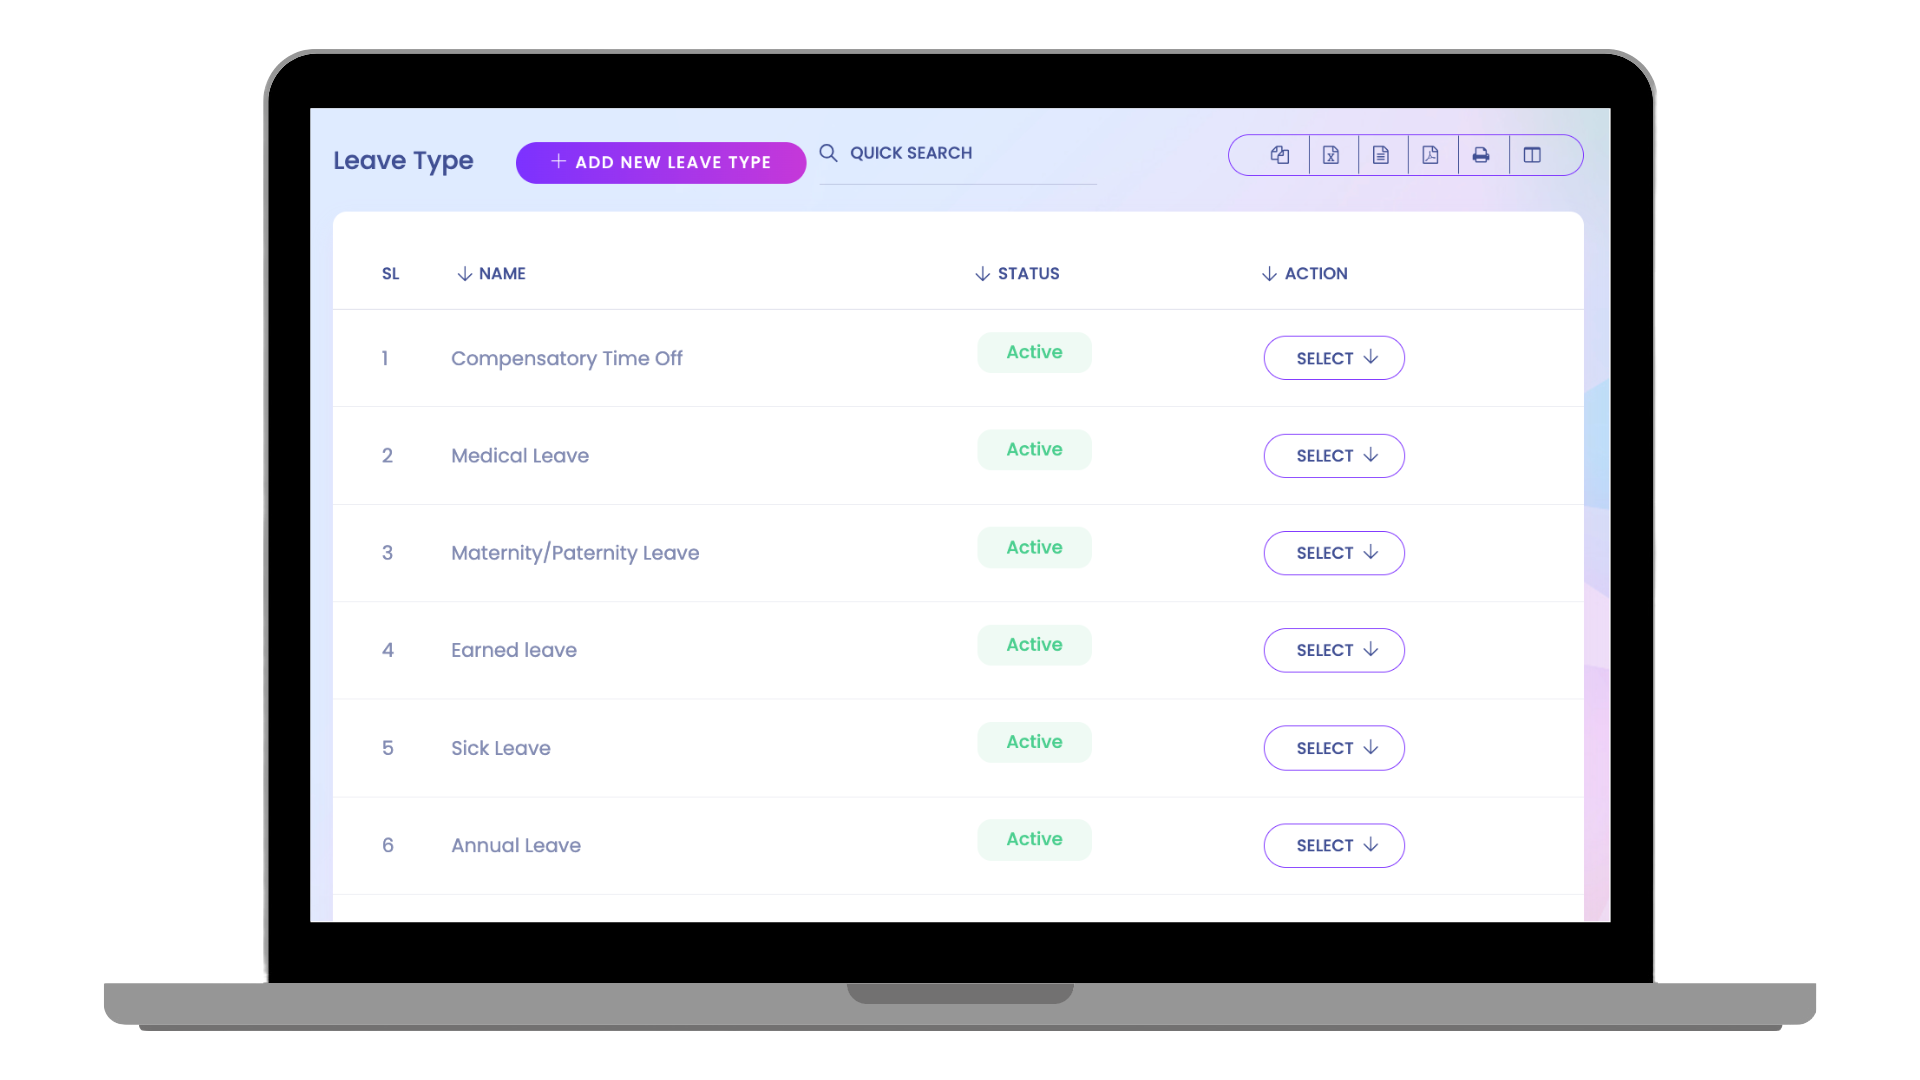 Leave Type
ADD NEW LEAVE TYPE
QUICK SEARCH
SL NAME STATUS ACTION
1 Compensatory Time Off Active SELECT
2 Medical Leave Active SELECT
3 Maternity/Paternity Leave Active SELECT
4 Earned leave Active SELECT
5 Sick Leave Active SELECT
6 Annual Leave Active SELECT